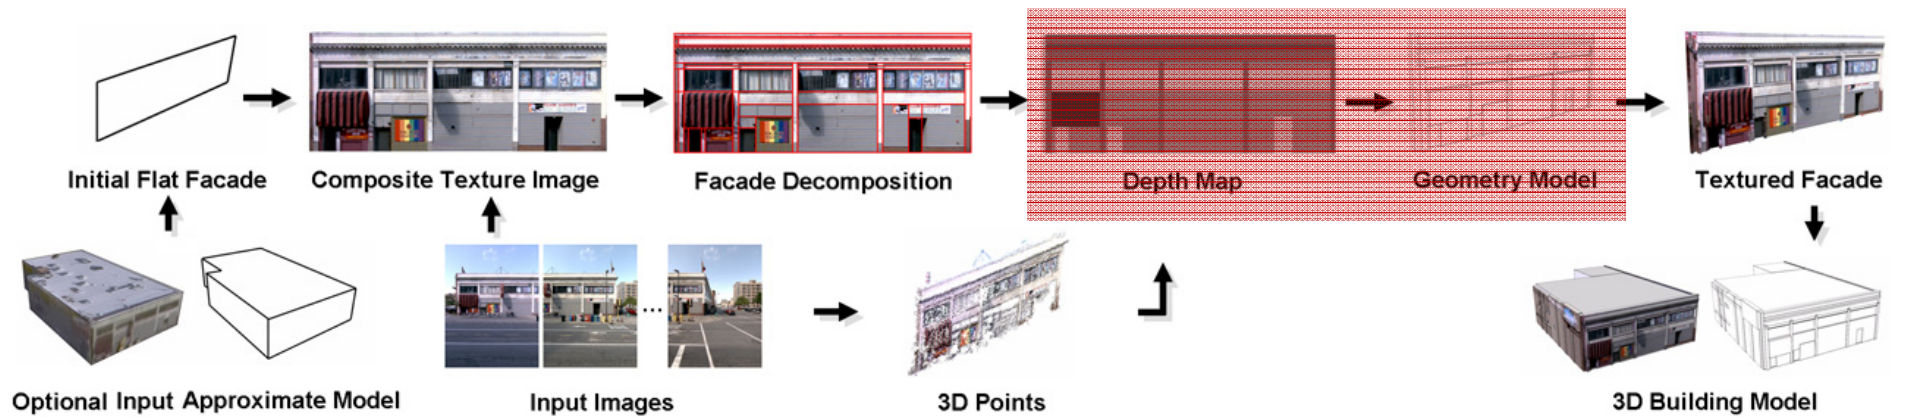 Initial Flat Facade
Composite Texture Image
Facade Decomposition
Depth Map
Geometry Model
Textured Facade
Optional Input Approximate Model
Input Images
...
3D Points
3D Building Model